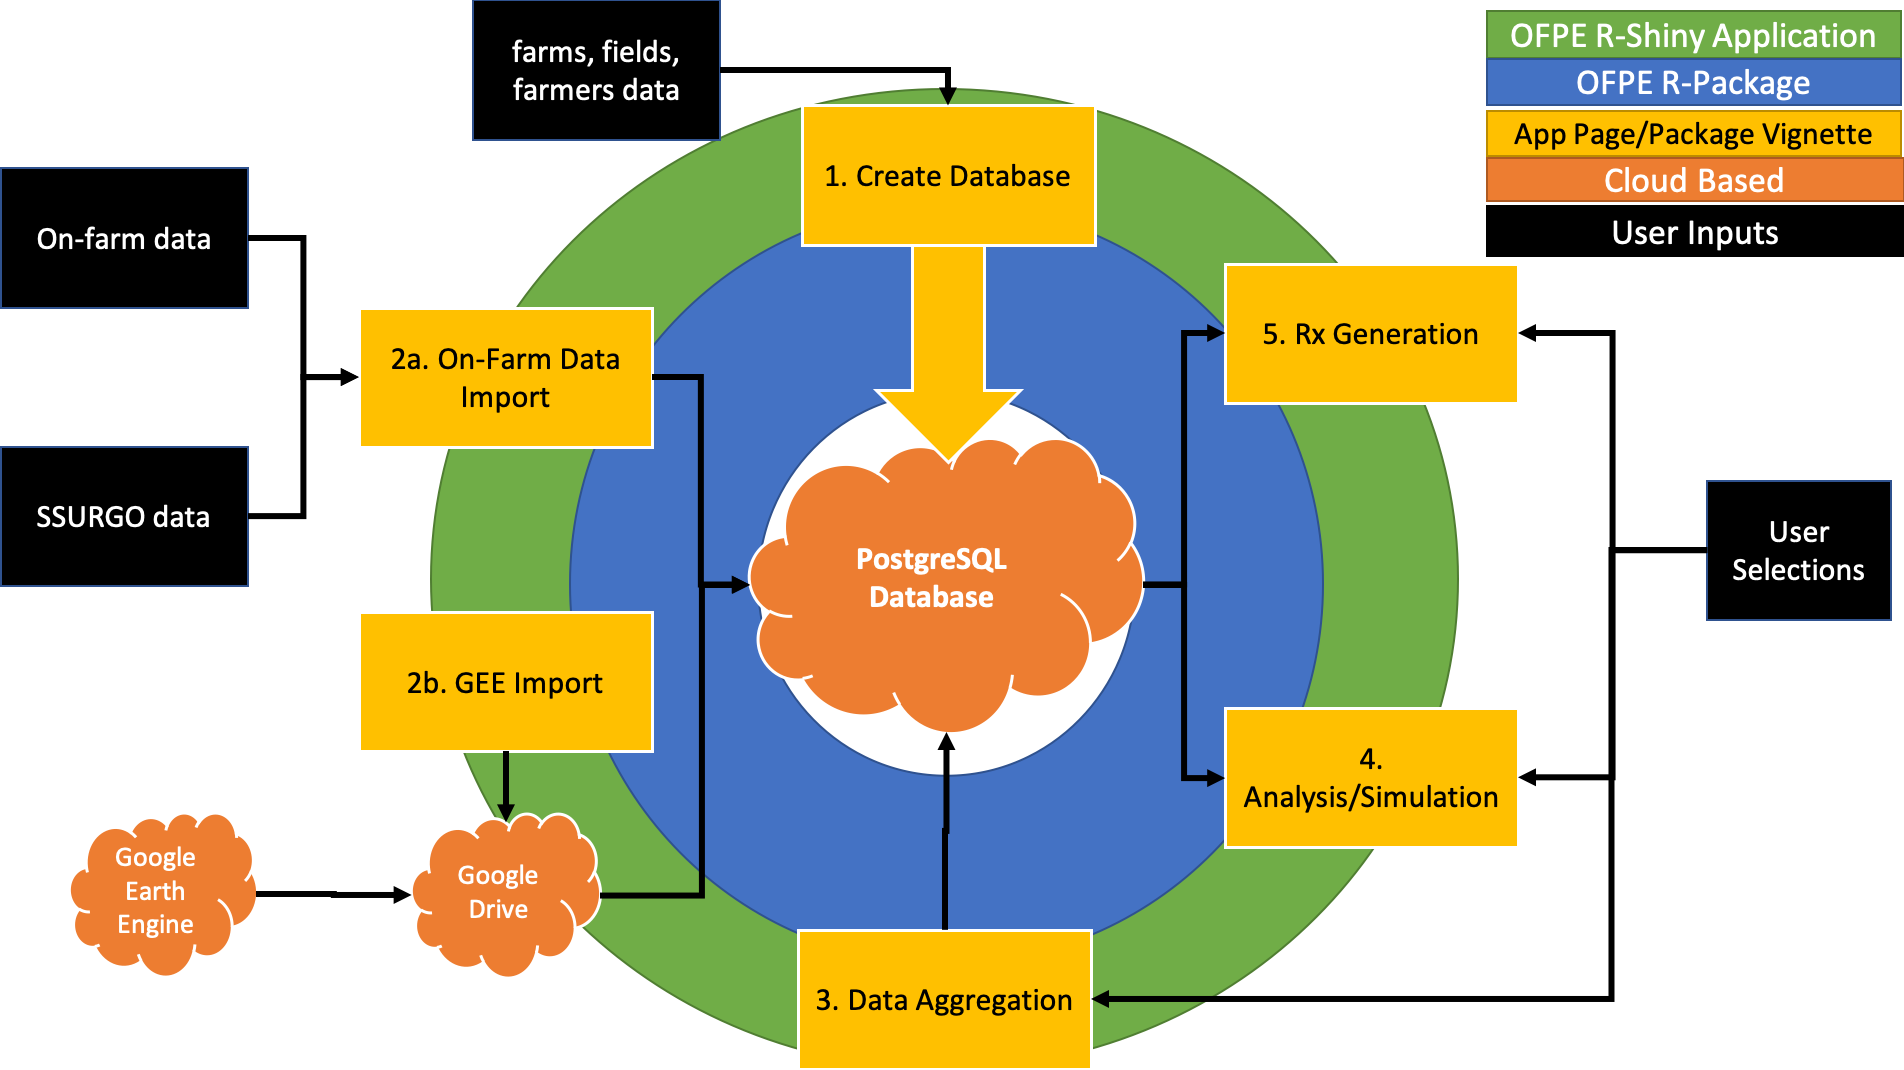 farms, fields,
farmers data
OFPE R-Shiny Application
OFPE R-Package
App Page/Package Vignette
Cloud Based
User Inputs
1. Create Database
On-farm data
2a. On-Farm Data
Import
5. Rx Generation
SSURGO data
User
Selections
PostgreSQL
Database
2b. GEE Import
4.
Analysis/Simulation
Google
Earth
Engine
Google
Drive
3. Data Aggregation